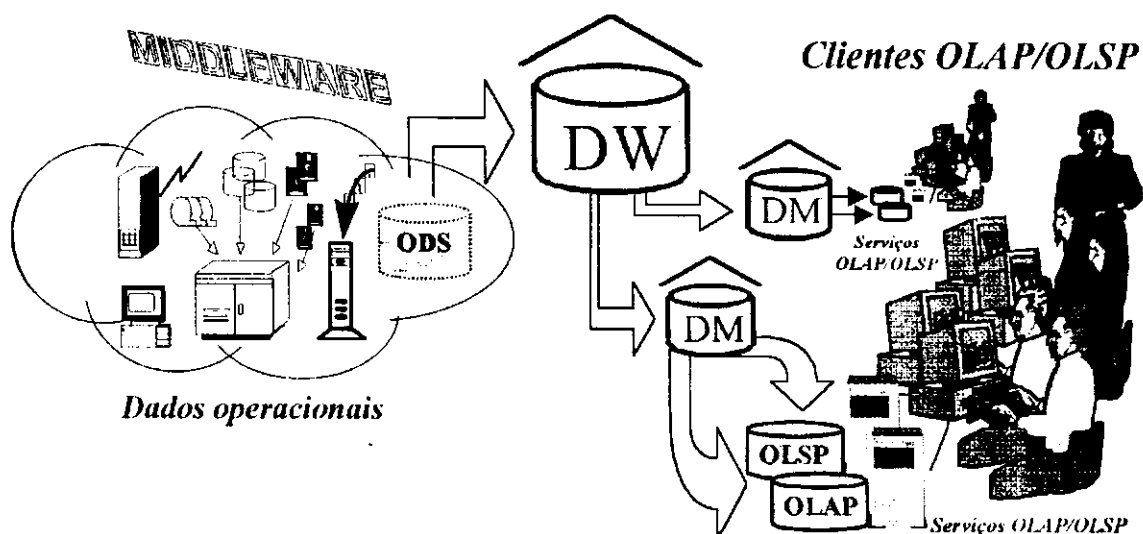 MIDDLEWARE
Clientes OLAP/OLSP
DW
DM
ODS
Serviços
OLAP/OLSP
DM
Dados operacionais
OLSP
OLAP
Serviços OLAP/OLSP